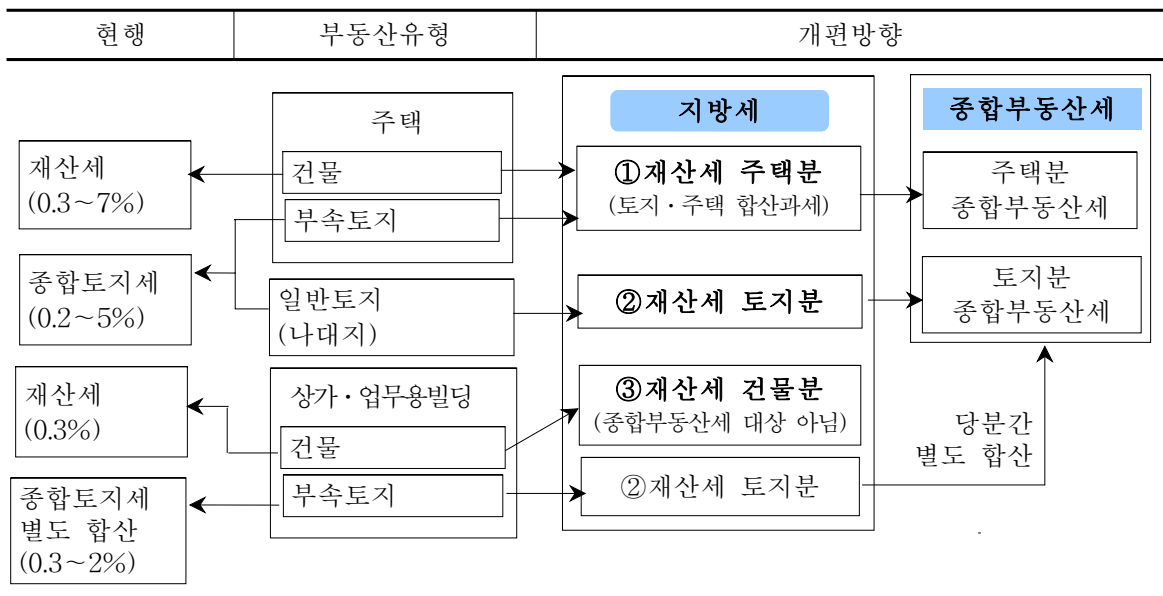 현행
부동산유형
개편방향
재산세
(0.3~7%)
종합토지세
(0.2~5%)
재산세
(0.3%)
종합토지세
별도 합산
(0.3~2%)
주택
건물
부속토지
일반토지
(나대지)
상가·업무용빌딩
건물
부속토지
지방세
①재산세 주택분
(토지·주택 합산과세)
②재산세 토지분
③재산세 건물분
(종합부동산세 대상 아님)
②재산세 토지분
종합부동산세
주택분
종합부동산세
토지분
종합부동산세
당분간
별도 합산